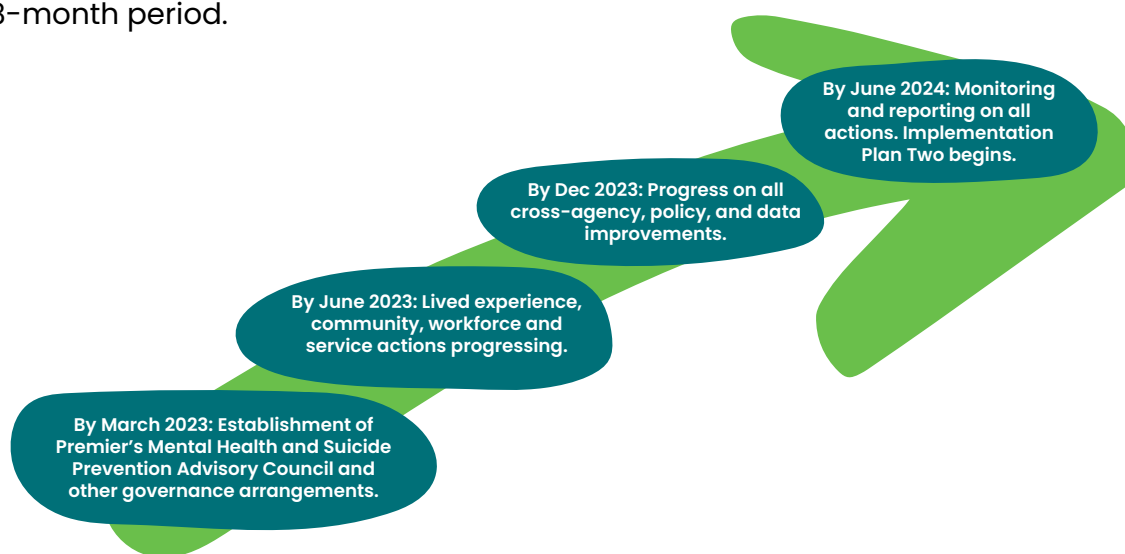 -month period.
By June 2024: Monitoring
and reporting on all
actions. Implementation
Plan Two begins.
By Dec 2023: Progress on all
cross-agency, policy, and data
improvements.
By June 2023: Lived experience,
community, workforce and
service actions progressing.
By March 2023: Establishment of
Premier’s Mental Health and Suicide
Prevention Advisory Council and
other governance arrangements.